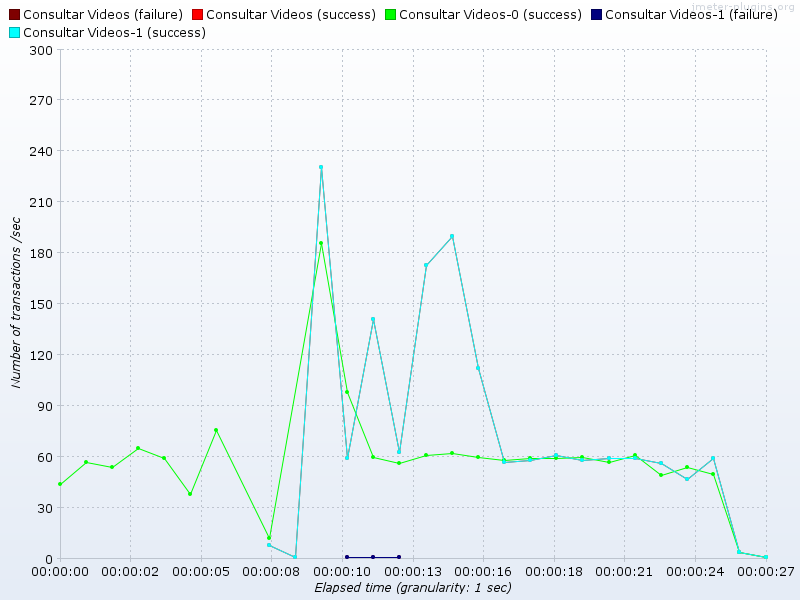 jmeter-plugins.org
Consultar Videos (failure) Consultar Videos (success) Consultar Videos-0 (success) Consultar Videos-1 (failure)
Consultar Videos-1 (success)
300
270
240
210
180
150
120
90
60
30
0
Number of transactions /sec
00:00:00 00:00:02 00:00:05 00:00:08 00:00:10 00:00:13 00:00:16 00:00:18 00:00:21 00:00:24 00:00:27
Elapsed time (granularity: 1 sec)